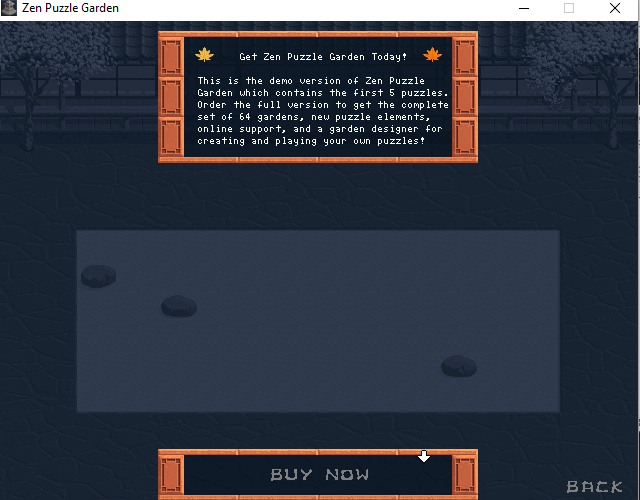 Zen Puzzle Garden
Get Zen Puzzle Garden Today!
This is the demo version of Zen Puzzle
Garden which contains the first 5 puzzles.
Order the full version to get the complete
set of 64 gardens, new puzzle elements,
online support, and a garden designer for
creating and playing your own puzzles!
BUY NOW
BACK